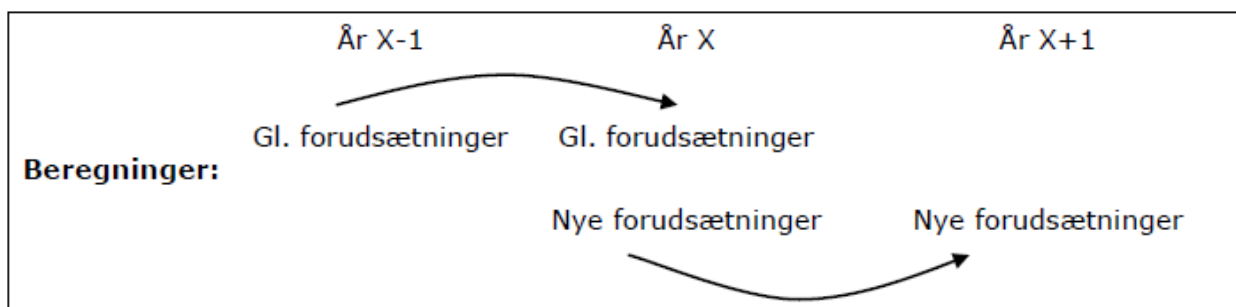 År X-1 År X År X+1
Gl. forudsætninger Gl. forudsætninger
Beregninger:
Nye forudsætninger Nye forudsætninger